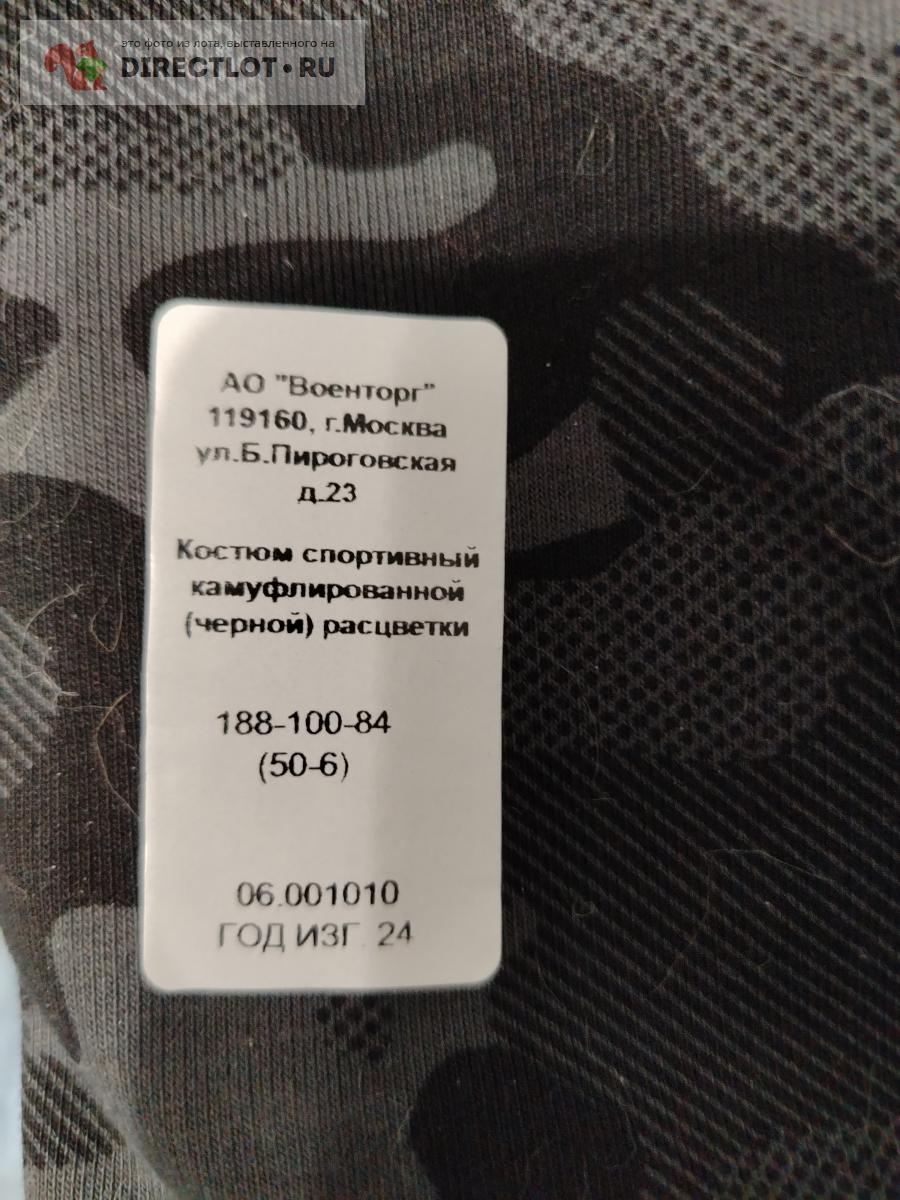 это фото из лота, выставленного на
DIRECTLOT•RU
АО "Военторг"
119160, г.Москва
ул.Б.Пироговская
д.23
Костюм спортивный
камуфлированной
(черной) расцветки
188-100-84
(50-6)
06.001010
ГОД ИЗГ. 24